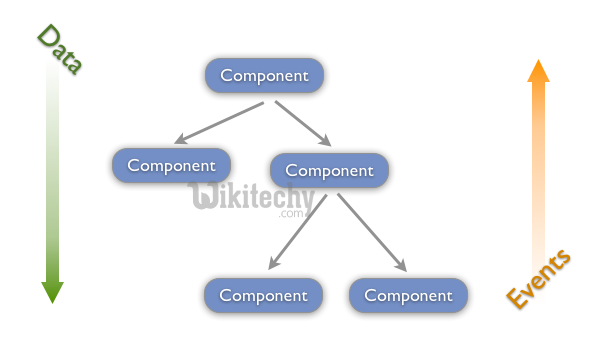 Data
Component
Component
Component
Wikitechy
.com
Component
Component
Events